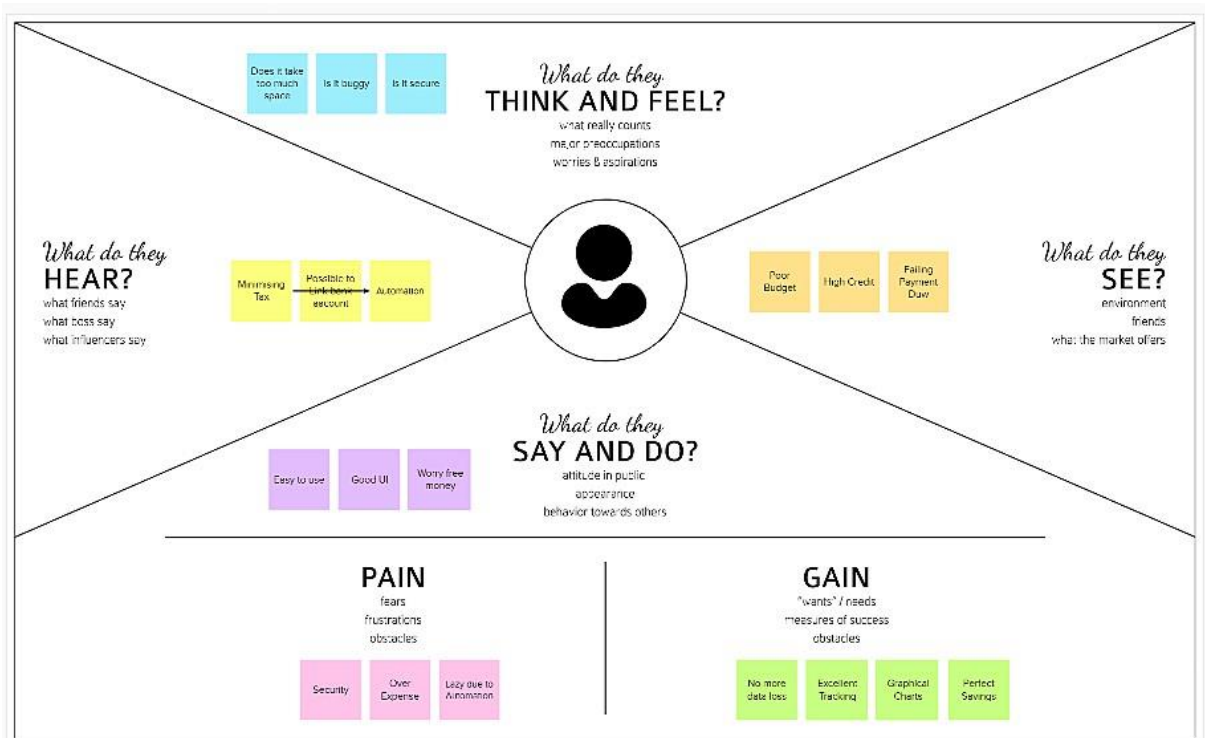 Does it take
too much
space
Is it buggy
Is it secure
What do they
THINK AND FEEL?
what really counts
major preoccupations
worries & aspirations
What do they
HEAR?
what friends say
what boss say
what influencers say
Minimising
Tax
Possible to
Link bank
account
Automation
Poor
Budget
High Credit
Failing
Payment
Duw
What do they
SEE?
environment
friends
what the market offers
What do they
SAY AND DO?
attitude in public
appearance
behavior towards others
Easy to use
Good UI
Worry free
money
PAIN
fears
frustrations
obstacles
Security
Over
Expense
Lazy due to
Automation
GAIN
"wants" / needs
measures of success
obstacles
No more
data loss
Excellent
Tracking
Graphical
Charts
Perfect
Savings